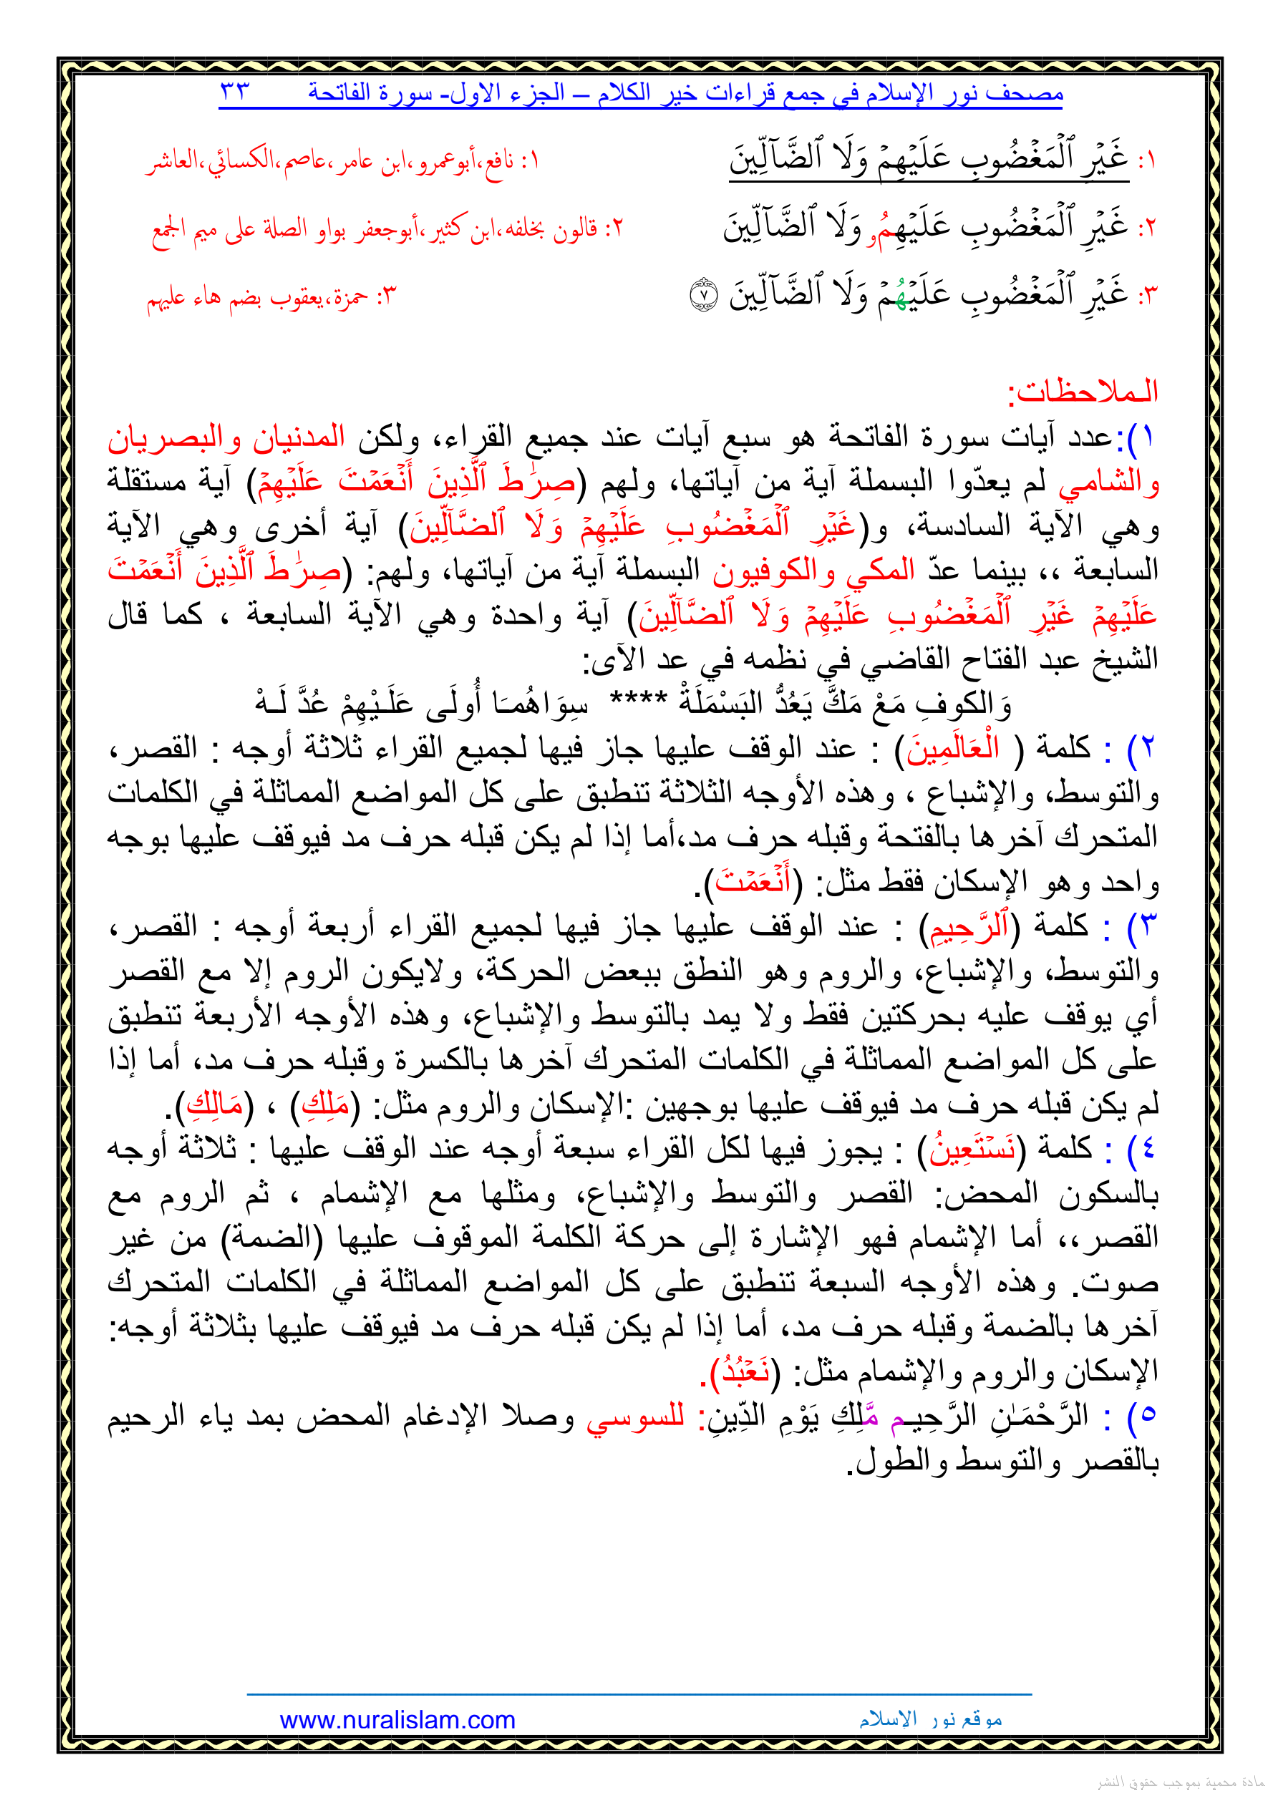 مصحف نور الإسلام في جمع قراءات خير الكلام – الجزء الاول- سورة الفاتحة ٣٣
١: غَيۡرِ ٱلۡمَغۡضُوبِ عَلَيۡهِمۡ وَلَا ٱلضَّآلِّينَ ١: نافع،أبوعمرو،ابن عامر،عاصم،الكسائي،العاشر
٢: غَيۡرِ ٱلۡمَغۡضُوبِ عَلَيۡهِمُۥ وَلَا ٱلضَّآلِّينَ ٢: قالون بخلفه،ابن كثير،أبوجعفر بواو الصلة على ميم الجمع
٣: غَيۡرِ ٱلۡمَغۡضُوبِ عَلَيۡهُمۡ وَلَا ٱلضَّآلِّينَ ٧ ٣: حمزة،يعقوب بضم هاء عليهم
الـملاحظات:
١):عدد آيات سورة الفاتحة هو سبع آيات عند جميع القراء، ولكن المدنيان والبصريان
والشامي لم يعدّوا البسملة آية من آياتها، ولهم (صِرَٰطَ ٱلَّذِينَ أَنۡعَمۡتَ عَلَيۡهِمۡ) آية مستقلة
وهي الآية السادسة، و(غَيۡرِ ٱلۡمَغۡضُوبِ عَلَيۡهِمۡ وَلَا ٱلضَّآلِّينَ) آية أخرى وهي الآية
السابعة ،، بينما عدّ المكي والكوفيون البسملة آية من آياتها، ولهم: (صِرَٰطَ ٱلَّذِينَ أَنۡعَمۡتَ
عَلَيۡهِمۡ غَيۡرِ ٱلۡمَغۡضُوبِ عَلَيۡهِمۡ وَلَا ٱلضَّآلِّينَ) آية واحدة وهي الآية السابعة ، كما قال
الشيخ عبد الفتاح القاضي في نظمه في عد الآى:
وَالكوفِ مَعْ مَكَّ يَعُدُّ البَسْمَلَةْ **** سِوَاهُمـَا أُولَى عَلَـيْهِمْ عُدَّ لَـهْ
٢) : كلمة ( الْعَالَمِينَ) : عند الوقف عليها جاز فيها لجميع القراء ثلاثة أوجه : القصر،
والتوسط، والإشباع ، وهذه الأوجه الثلاثة تنطبق على كل المواضع المماثلة في الكلمات
المتحرك آخرها بالفتحة وقبله حرف مد،أما إذا لم يكن قبله حرف مد فيوقف عليها بوجه
واحد وهو الإسكان فقط مثل: (أَنۡعَمۡتَ).
٣) : كلمة (ٱلرَّحِيمِ) : عند الوقف عليها جاز فيها لجميع القراء أربعة أوجه : القصر،
والتوسط، والإشباع، والروم وهو النطق ببعض الحركة، ولايكون الروم إلا مع القصر
أي يوقف عليه بحركتين فقط ولا يمد بالتوسط والإشباع، وهذه الأوجه الأربعة تنطبق
على كل المواضع المماثلة في الكلمات المتحرك آخرها بالكسرة وقبله حرف مد، أما إذا
لم يكن قبله حرف مد فيوقف عليها بوجهين :الإسكان والروم مثل: (مَلِكِ) ، (مَالِكِ).
٤) : كلمة (نَسۡتَعِينُ) : يجوز فيها لكل القراء سبعة أوجه عند الوقف عليها : ثلاثة أوجه
بالسكون المحض: القصر والتوسط والإشباع، ومثلها مع الإشمام ، ثم الروم مع
القصر،، أما الإشمام فهو الإشارة إلى حركة الكلمة الموقوف عليها (الضمة) من غير
صوت. وهذه الأوجه السبعة تنطبق على كل المواضع المماثلة في الكلمات المتحرك
آخرها بالضمة وقبله حرف مد، أما إذا لم يكن قبله حرف مد فيوقف عليها بثلاثة أوجه:
الإسكان والروم والإشمام مثل: (نَعۡبُدُ).
٥) : الرَّحْمَـٰنِ الرَّحِيـم مَّلِكِ يَوْمِ الدِّينِ: للسوسي وصلا الإدغام المحض بمد ياء الرحيم
بالقصر والتوسط والطول.
موقع نور الإسلام www.nuralislam.com
مادة محمية بموجب حقوق النشر